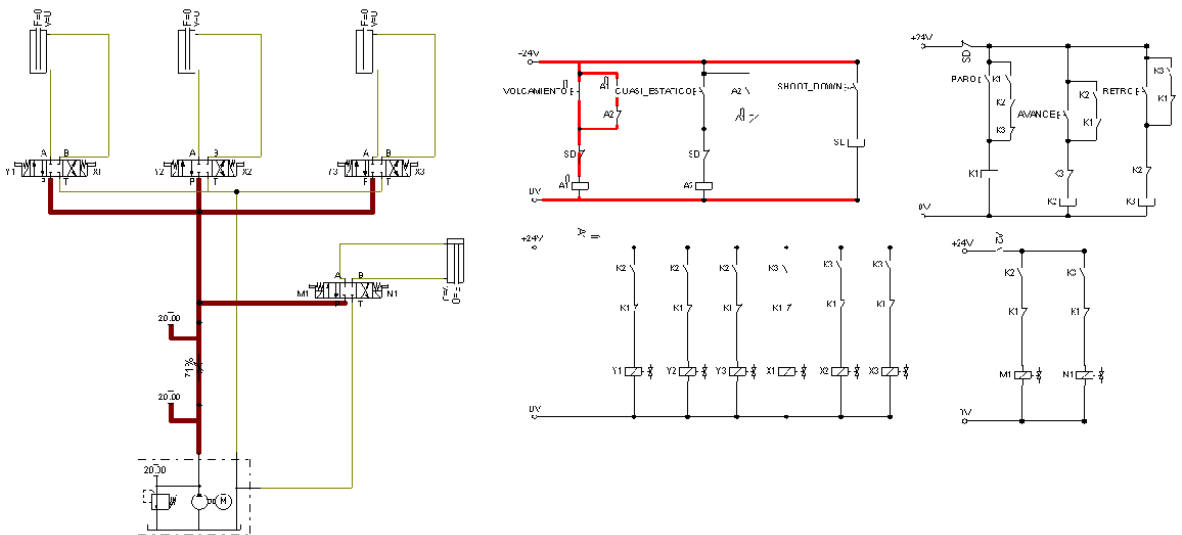 F=0
v=0
F=0
v=0
F=0
v=0
A B
Y1 X1
P T
A B
Y2 X2
P T
A B
Y3 X3
P T
A B
M1 N1
20.00
71%
20.00
20.00
M
+24V
VOLCAMIENTO
A1
A2
CUASI_ESTATICO
A2
SHOOT_DOWN
SD
SD
A1
A2
0V
+24V
SD
PARO
K1
K2
K3
AVANCE
K2
K1
RETRO
K3
K1
K1
K3
K2
K2
K3
0V
+24V
K2 K2 K2 K3 K3 K3
K1 K1 K1 K1 K1 K1
Y1 Y2 Y3 X1 X2 X3
0V
+24V
K2 K3
K1 K1
M1 N1
0V